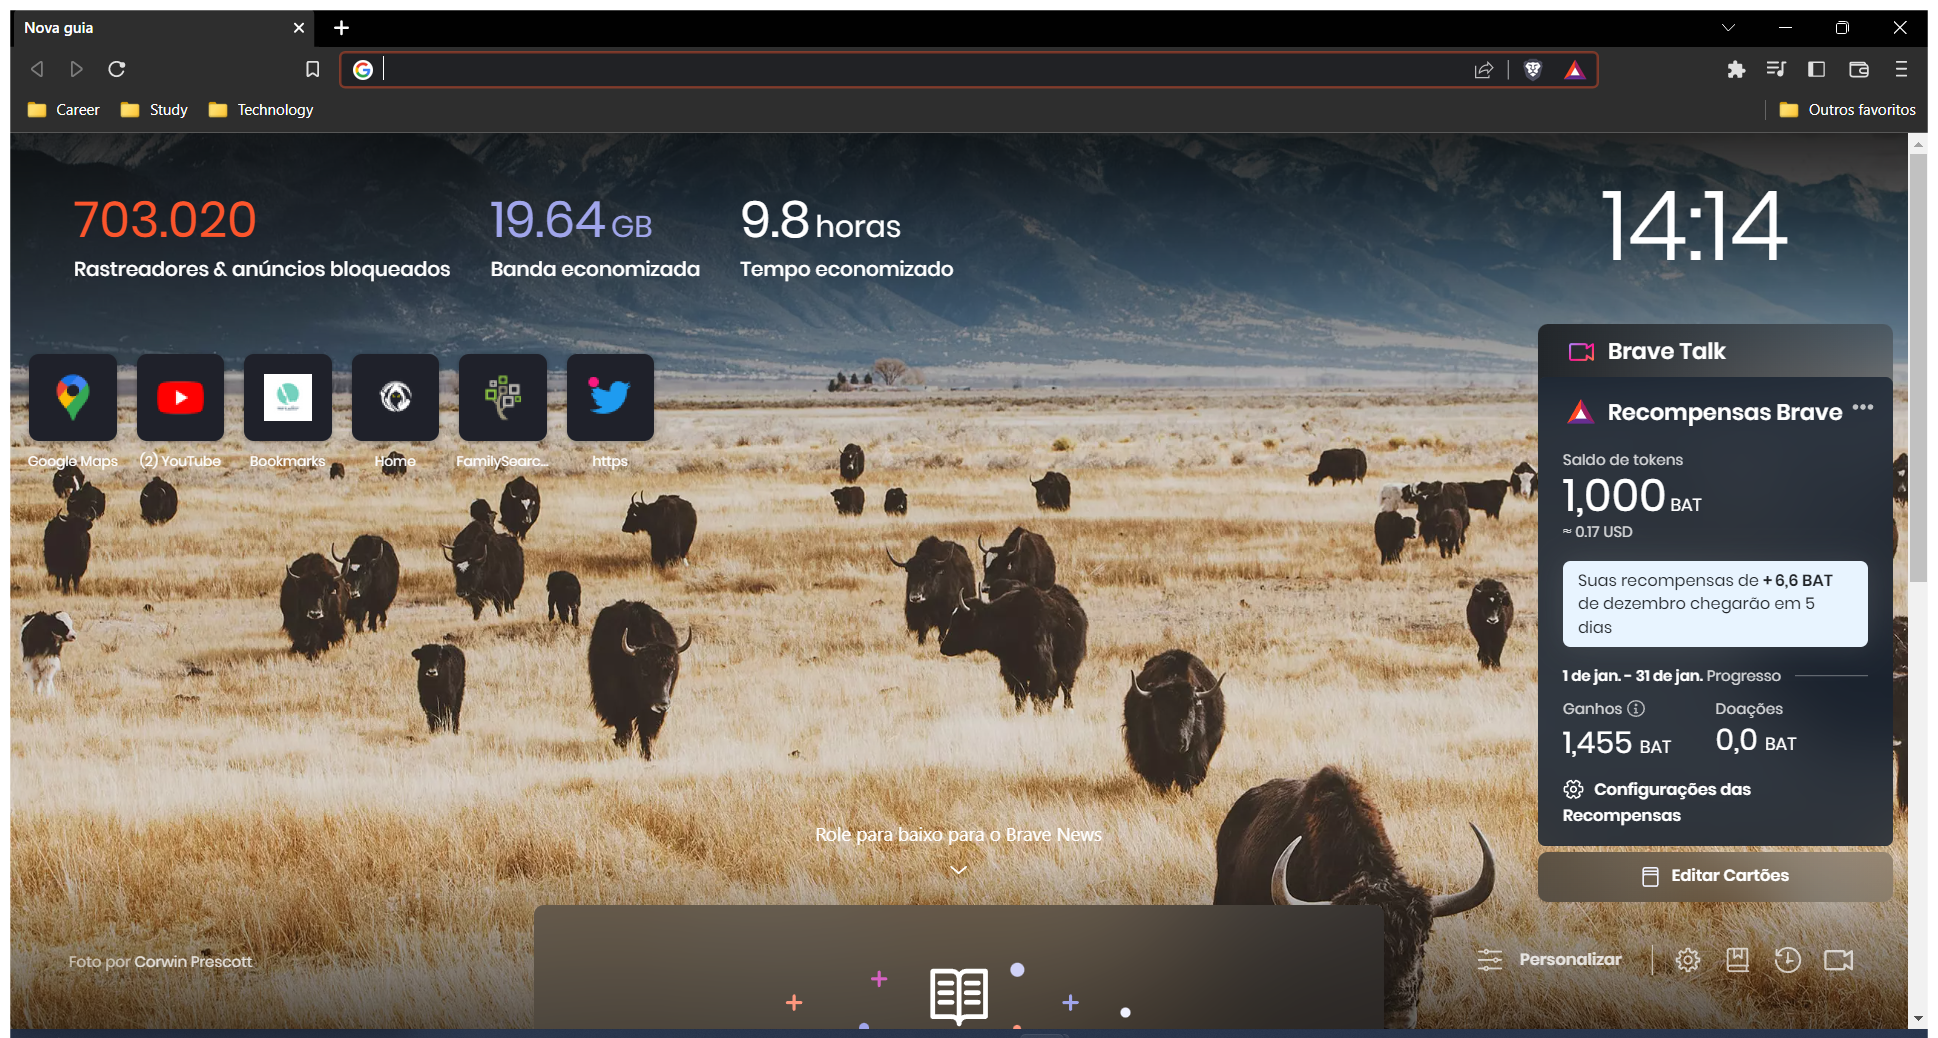 Nova guia
Career
Study
Technology
Outros favoritos
703.020
Rastreadores & anúncios bloqueados
19.64 GB
Banda economizada
9.8 horas
Tempo economizado
14:14
Google Maps
(2) YouTube
Bookmarks
Home
FamilySearc...
https
Brave Talk
Recompensas Brave
Saldo de tokens
1,000 BAT
≈ 0.17 USD
Suas recompensas de + 6,6 BAT
de dezembro chegarão em 5
dias
1 de jan. - 31 de jan. Progresso
Ganhos
1,455 BAT
Doações
0,0 BAT
Configurações das
Recompensas
Editar Cartões
Role para baixo para o Brave News
Foto por Corwin Prescott
Personalizar